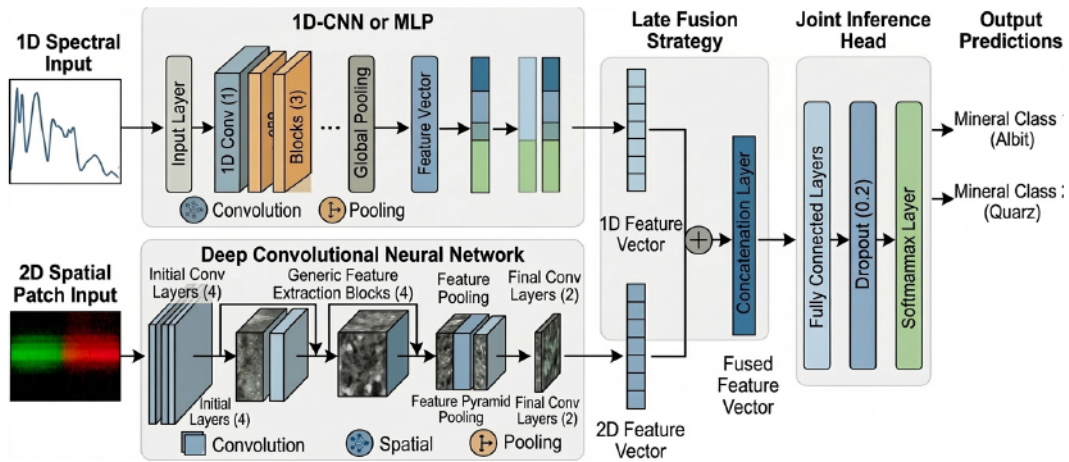 1D Spectral
Input
1D-CNN or MLP
Input Layer
1D Conv (1)
Blocks (3)
...
Global Pooling
Feature Vector
Convolution
Pooling
2D Spatial
Patch Input
Deep Convolutional Neural Network
Initial Conv
Layers (4)
Generic Feature
Extraction Blocks (4)
Feature
Pooling
Final Conv
Layers (2)
Initial
Layers (4)
Feature Pyramid
Pooling
Final Conv
Layers (2)
Convolution
Spatial
Pooling
Late Fusion
Strategy
1D Feature
Vector
2D Feature
Vector
+
Concatenation Layer
Fused
Feature
Vector
Joint Inference
Head
Fully Connected Layers
Dropout (0.2)
Softmarmax Layer
Output
Predictions
Mineral Class 1
(Albit)
Mineral Class 2
(Quarz)